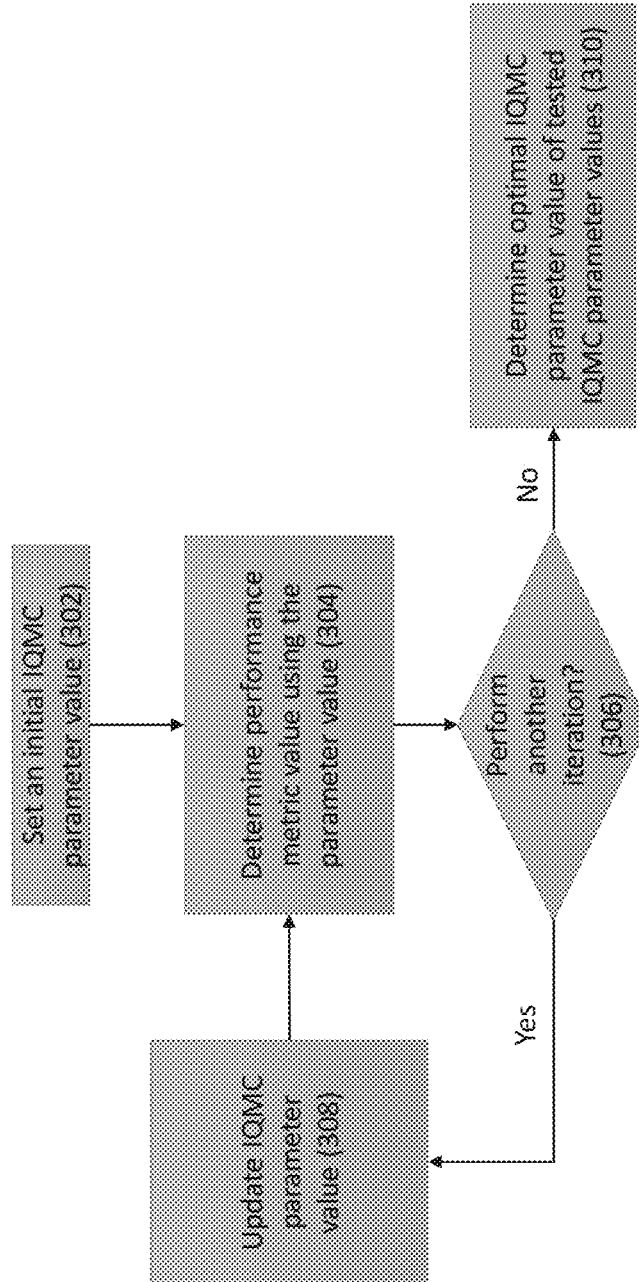 Set an initial IQMC
parameter value (302)
Determine performance
metric value using the
parameter value (304)
Perform
another
iteration?
(306)
Yes
Update IQMC
parameter
value (308)
No
Determine optimal IQMC
parameter value of tested
IQMC parameter values (310)